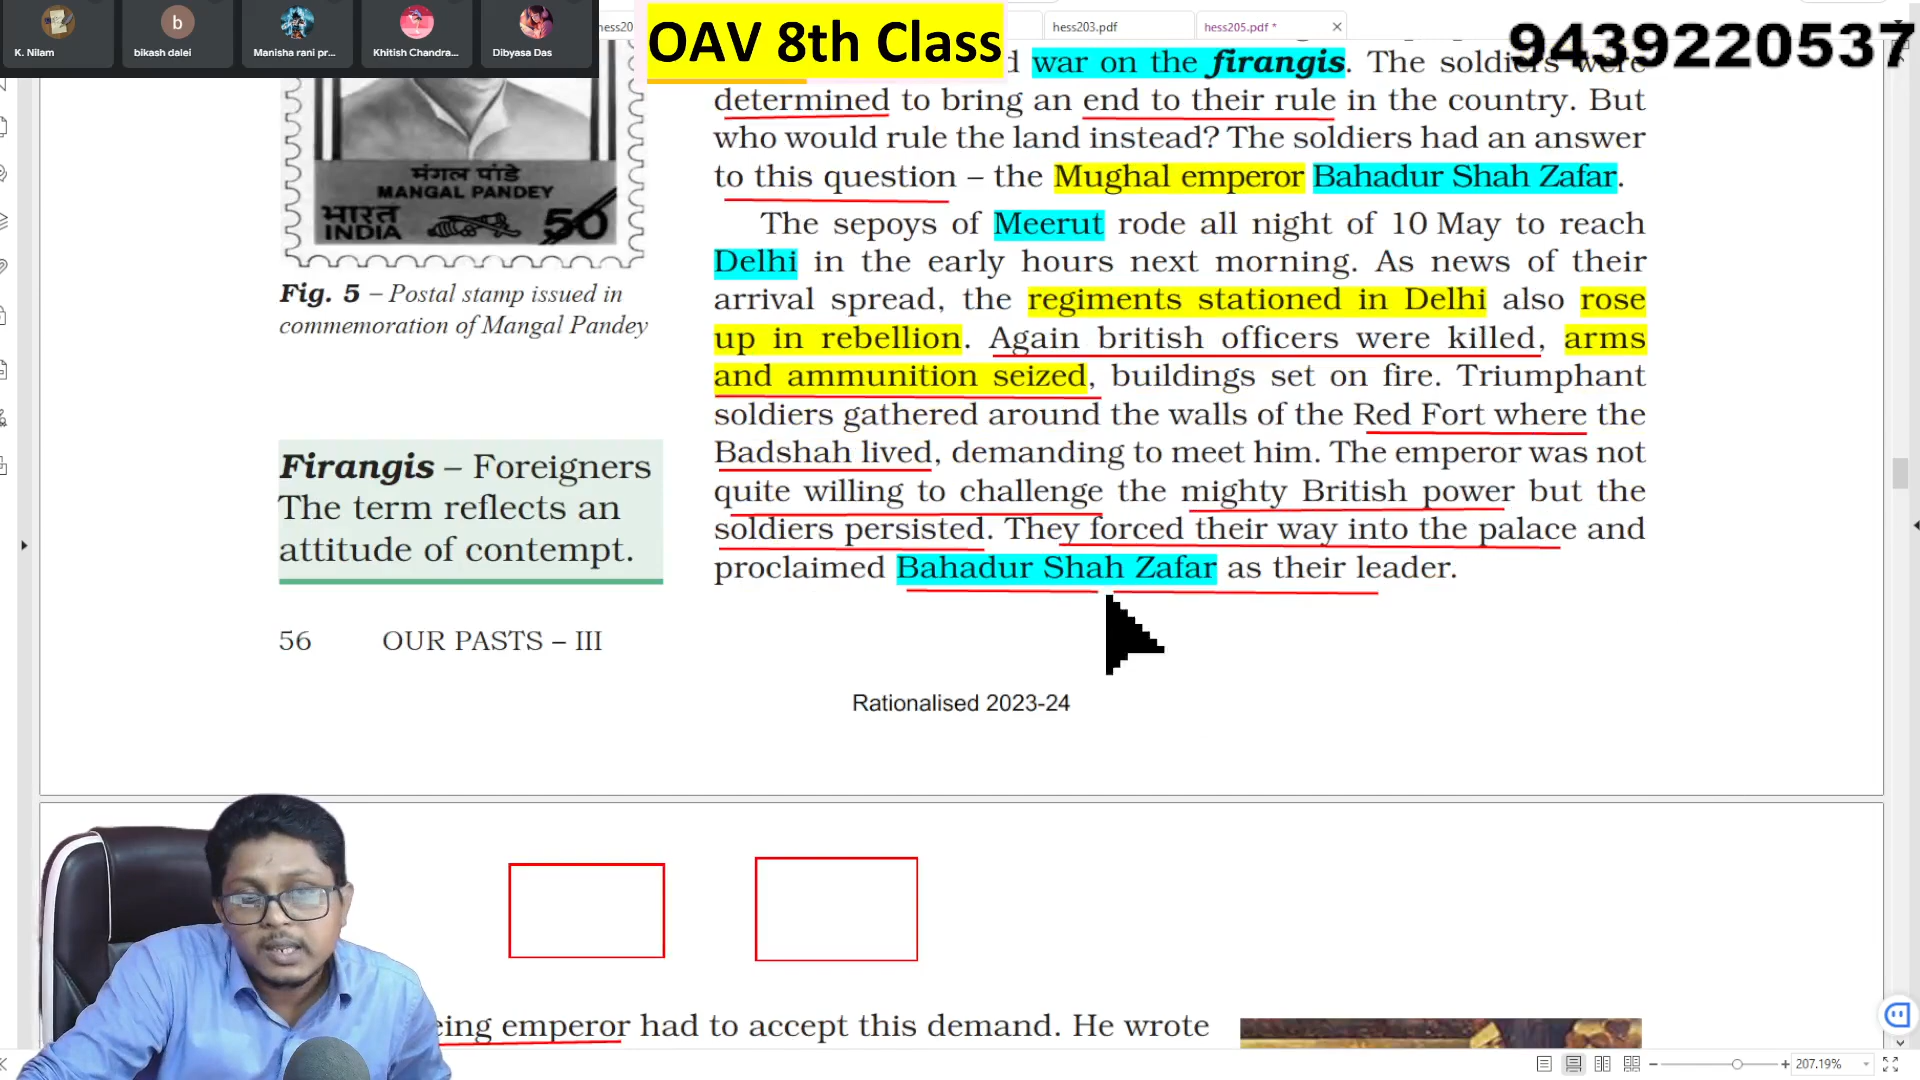 K. Nilam
bikash dalei
Manisha rani pr...
Khitish Chandra...
Dibyasa Das
OAV 8th Class
hess20
hess203.pdf
hess205.pdf *
9439220537
d war on the firangis. The soldiers were
determined to bring an end to their rule in the country. But
who would rule the land instead? The soldiers had an answer
to this question – the Mughal emperor Bahadur Shah Zafar.
The sepoys of Meerut rode all night of 10 May to reach
Delhi in the early hours next morning. As news of their
arrival spread, the regiments stationed in Delhi also rose
up in rebellion. Again british officers were killed, arms
and ammunition seized, buildings set on fire. Triumphant
soldiers gathered around the walls of the Red Fort where the
Badshah lived, demanding to meet him. The emperor was not
quite willing to challenge the mighty British power but the
soldiers persisted. They forced their way into the palace and
proclaimed Bahadur Shah Zafar as their leader.
मंगल पांडे
MANGAL PANDEY
भारत
INDIA
50
Fig. 5 – Postal stamp issued in
commemoration of Mangal Pandey
Firangis – Foreigners
The term reflects an
attitude of contempt.
56 OUR PASTS – III
Rationalised 2023-24
eing emperor had to accept this demand. He wrote
207.19%